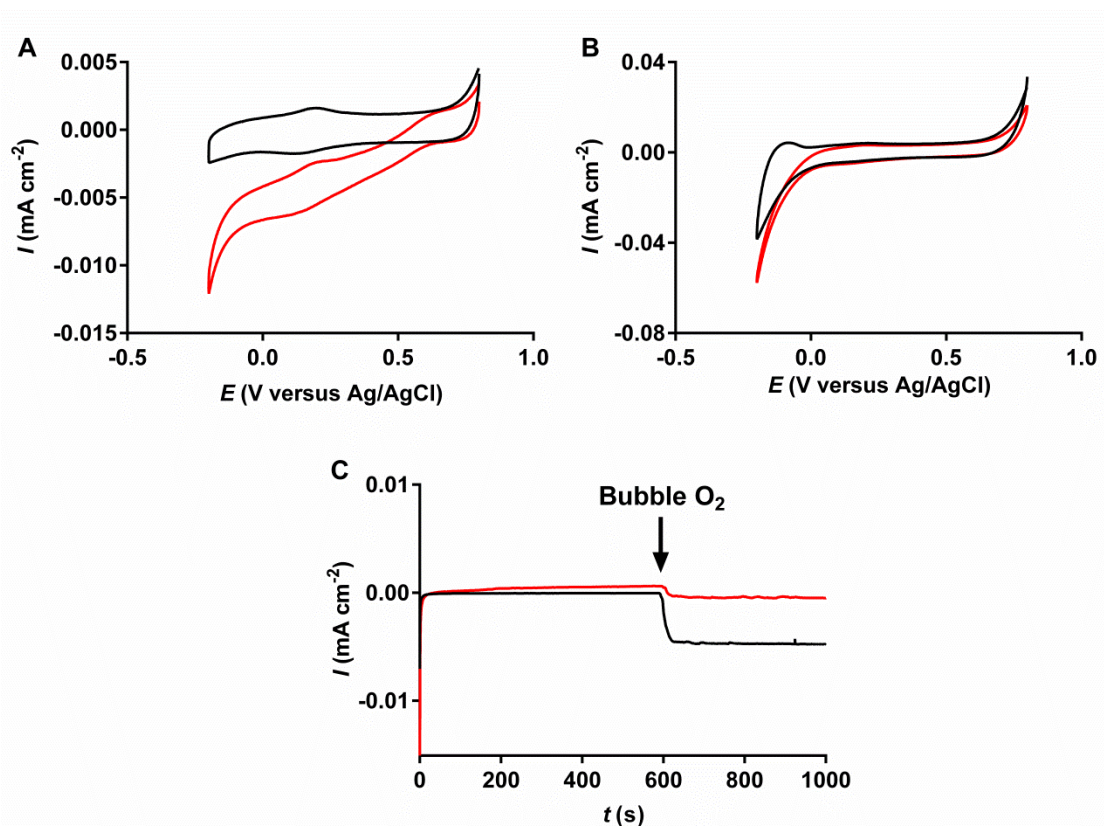 A
0.005
0.000
-0.005
-0.010
-0.015
I (mA cm⁻²)
-0.5
0.0
0.5
1.0
E (V versus Ag/AgCl)
B
0.04
0.00
-0.04
-0.08
I (mA cm⁻²)
-0.5
0.0
0.5
1.0
E (V versus Ag/AgCl)
C
0.01
0.00
-0.01
I (mA cm⁻²)
Bubble O₂
0
200
400
600
800
1000
t (s)